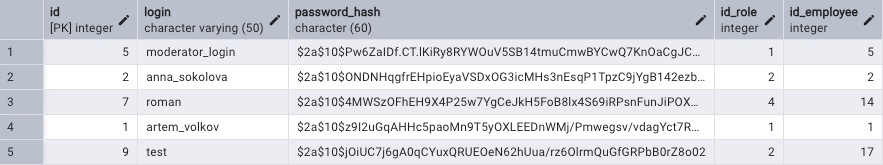 id login password_hash id_role id_employee
[PK] integer character varying (50) character (60) integer integer
1 5 moderator_login $2a$10$Pw6ZaIDf.CT.lKiRy8RYWOuV5SB14tmuCmwBYCwQ7KnOaCgJC... 1 5
2 2 anna_sokolova $2a$10$ONDNHqgfrEHpioEyaVSDxOG3icMHs3nEsqP1TpzC9jYgB142ezb... 2 2
3 7 roman $2a$10$4MWSzOFhEH9X4P25w7YgCeJkH5FoB8lx4S69iRPsnFunJiPOX... 4 14
4 1 artem_volkov $2a$10$z9I2uGqAHHc5paoMn9T5yOXLEEDnWMj/Pmwegsv/vdagYct7R... 1 1
5 9 test $2a$10$jOiUC7j6gA0qCYuxQRUEOeN62hUua/rz6OlrmQuGfGRPbB0rZ8o02 2 17